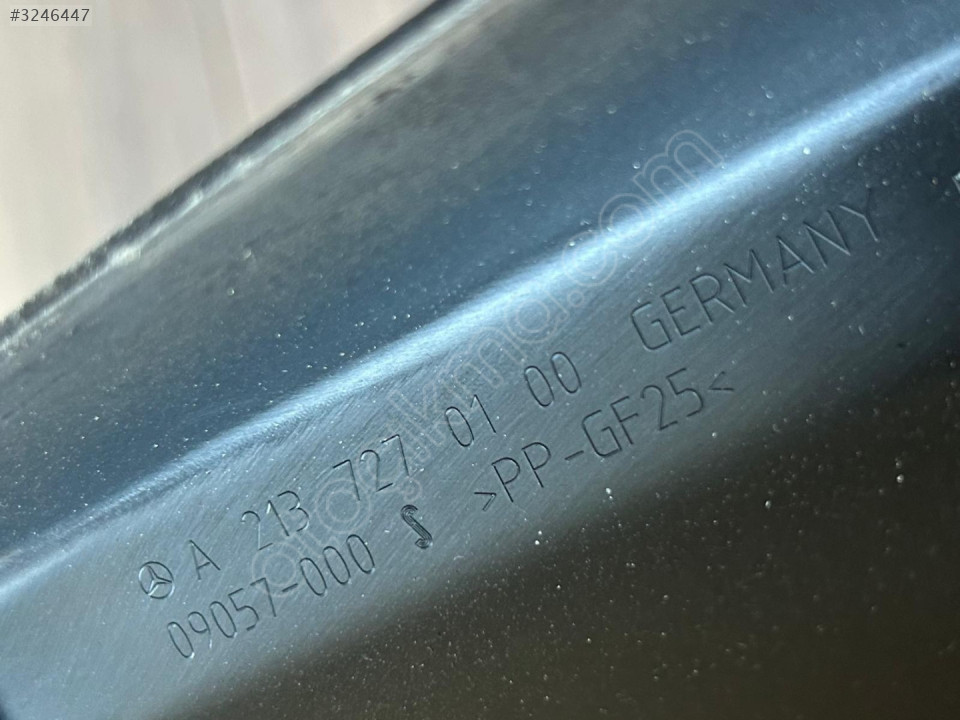 #3246447
A 213 727 01 00 GERMANY
09057-000 >PP-GF25<